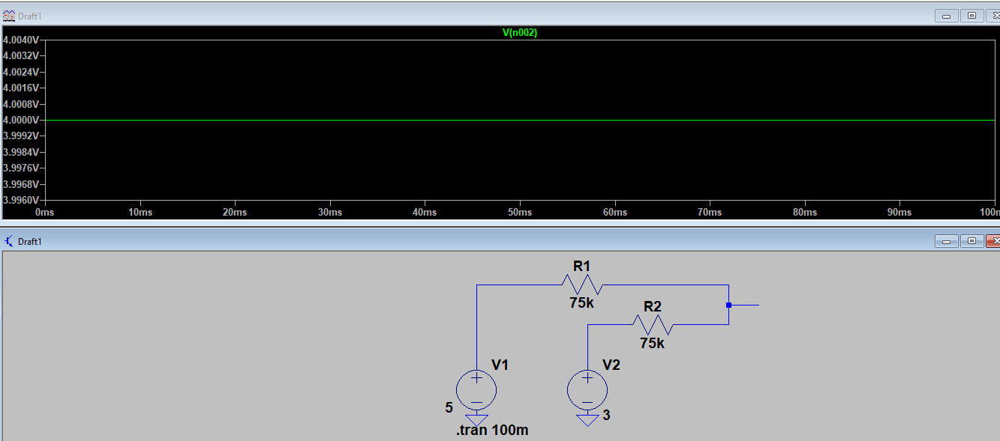 Draft1
V(n002)
4.0040V
4.0032V
4.0024V
4.0016V
4.0008V
4.0000V
3.9992V
3.9984V
3.9976V
3.9968V
3.9960V
0ms 10ms 20ms 30ms 40ms 50ms 60ms 70ms 80ms 90ms 100m
Draft1
R1
75k
R2
75k
V1
V2
5
3
.tran 100m